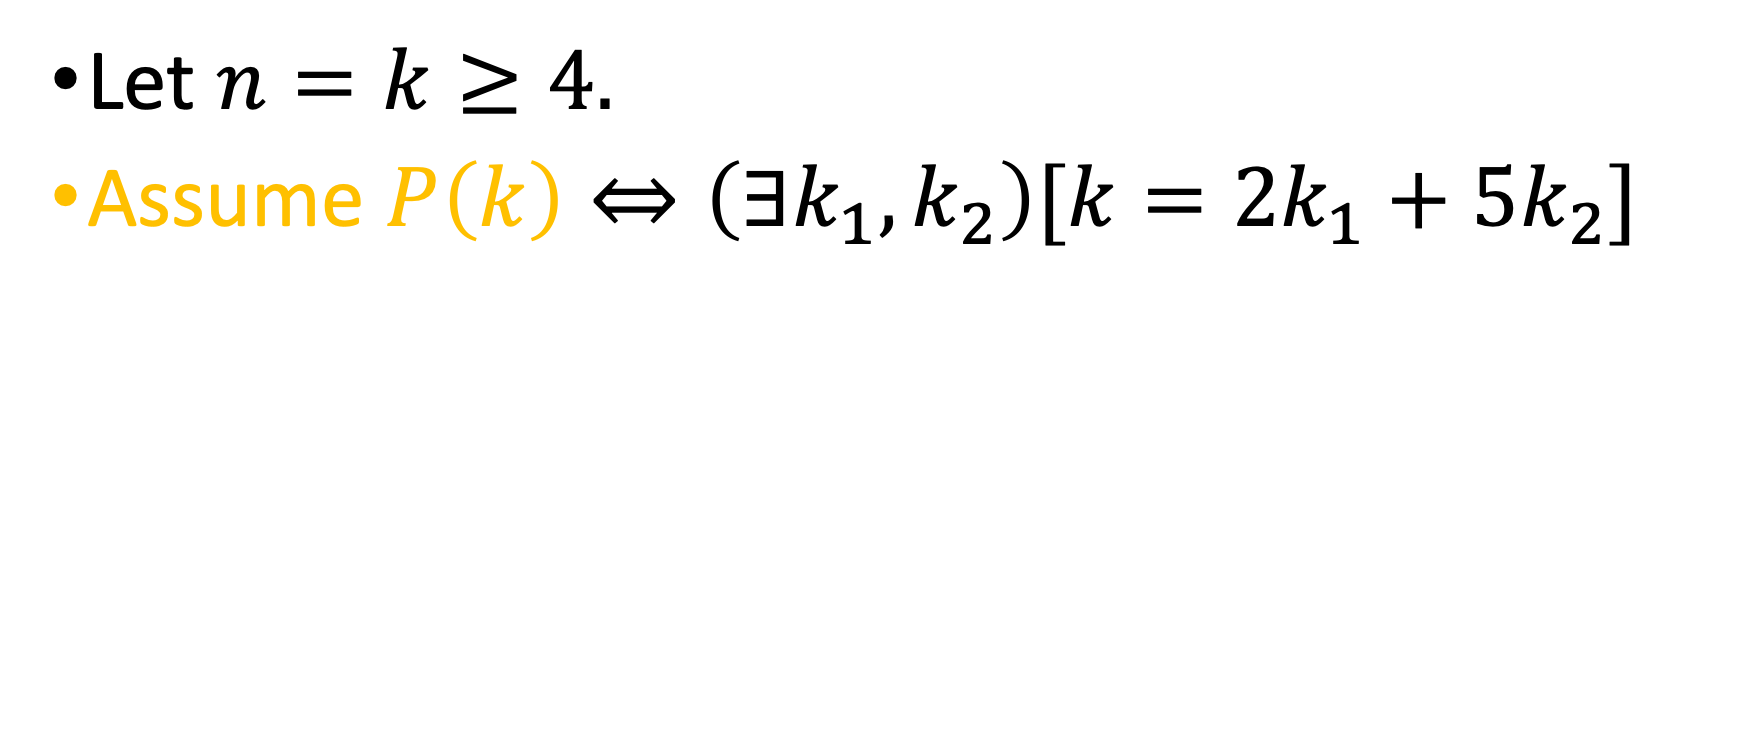 •Let 𝑛 = 𝑘 ≥ 4.
•Assume 𝑃(𝑘) ⇔ (∃𝑘₁, 𝑘₂)[𝑘 = 2𝑘₁ + 5𝑘₂]